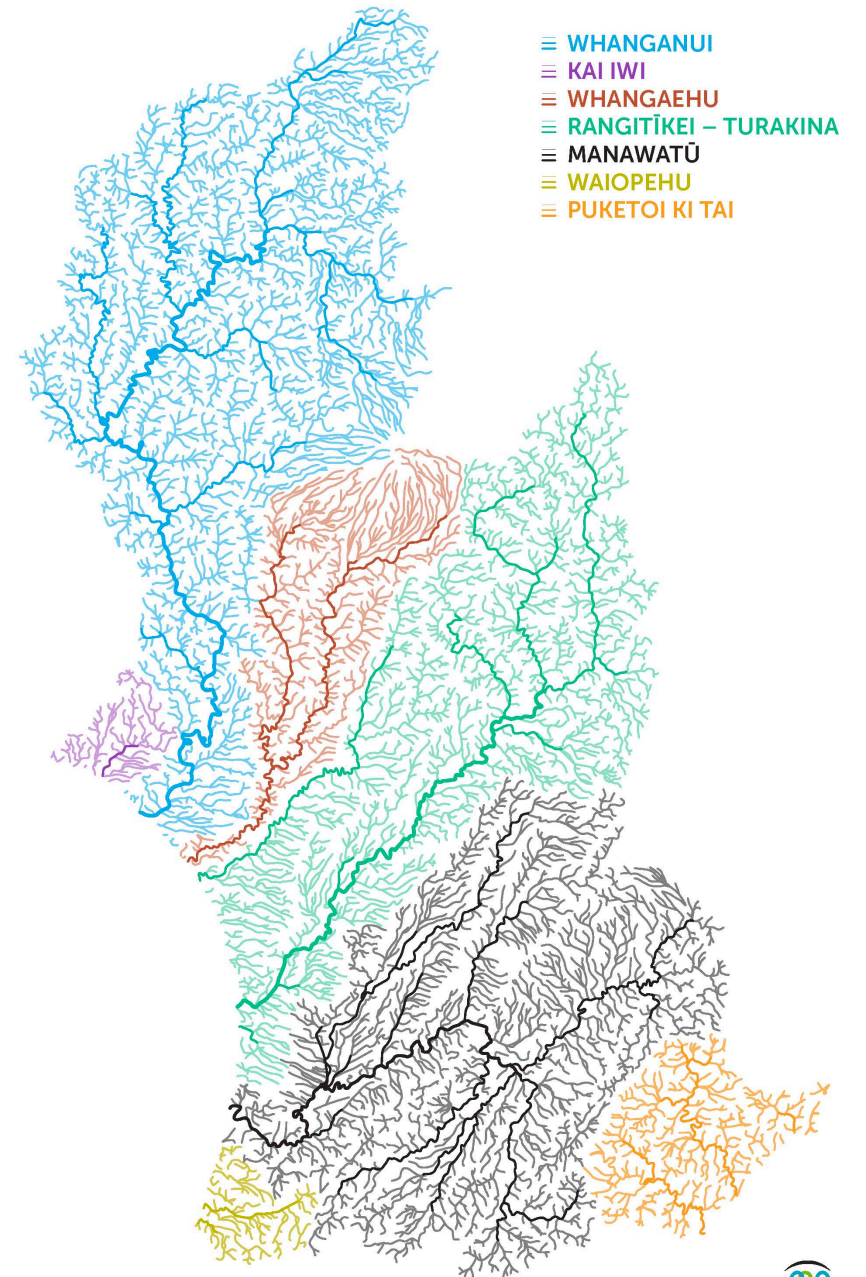 WHANGANUI
KAI IWI
WHANGAEHU
RANGITĪKEI – TURAKINA
MANAWATŪ
WAIOPEHU
PUKETOI KI TAI